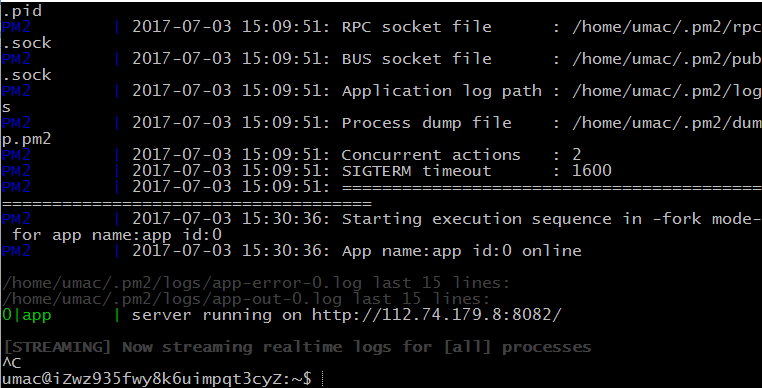 .pid
PM2        | 2017-07-03 15:09:51: RPC socket file      : /home/umac/.pm2/rpc
.sock
PM2        | 2017-07-03 15:09:51: BUS socket file      : /home/umac/.pm2/pub
.sock
PM2        | 2017-07-03 15:09:51: Application log path : /home/umac/.pm2/log
s
PM2        | 2017-07-03 15:09:51: Process dump file    : /home/umac/.pm2/dum
p.pm2
PM2        | 2017-07-03 15:09:51: Concurrent actions   : 2
PM2        | 2017-07-03 15:09:51: SIGTERM timeout      : 1600
PM2        | 2017-07-03 15:09:51: ==========================================
=====================================
PM2        | 2017-07-03 15:30:36: Starting execution sequence in -fork mode-
 for app name:app id:0
PM2        | 2017-07-03 15:30:36: App name:app id:0 online
/home/umac/.pm2/logs/app-error-0.log last 15 lines:
/home/umac/.pm2/logs/app-out-0.log last 15 lines:
0|app      | server running on http://112.74.179.8:8082/
[STREAMING] Now streaming realtime logs for [all] processes
^C
umac@iZwz935fwy8k6uimpqt3cyZ:~$